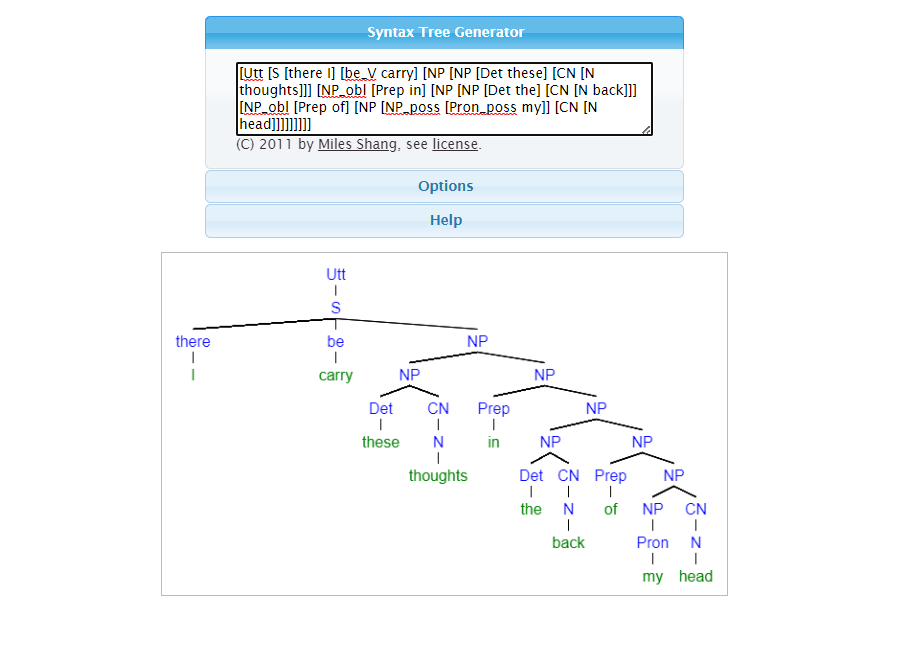 Syntax Tree Generator
[Utt [S [there I] [be_V carry] [NP [NP [Det these] [CN [N
thoughts]]] [NP_obl [Prep in] [NP [NP [Det the] [CN [N back]]]
[NP_obl [Prep of] [NP [NP_poss [Pron_poss my]] [CN [N
head]]]]]]]]]
(C) 2011 by Miles Shang, see license.
Options
Help
Utt
S
there be NP
I carry NP NP
Det CN Prep NP
these N in NP NP
thoughts Det CN Prep NP
the N of NP CN
back Pron N
my head